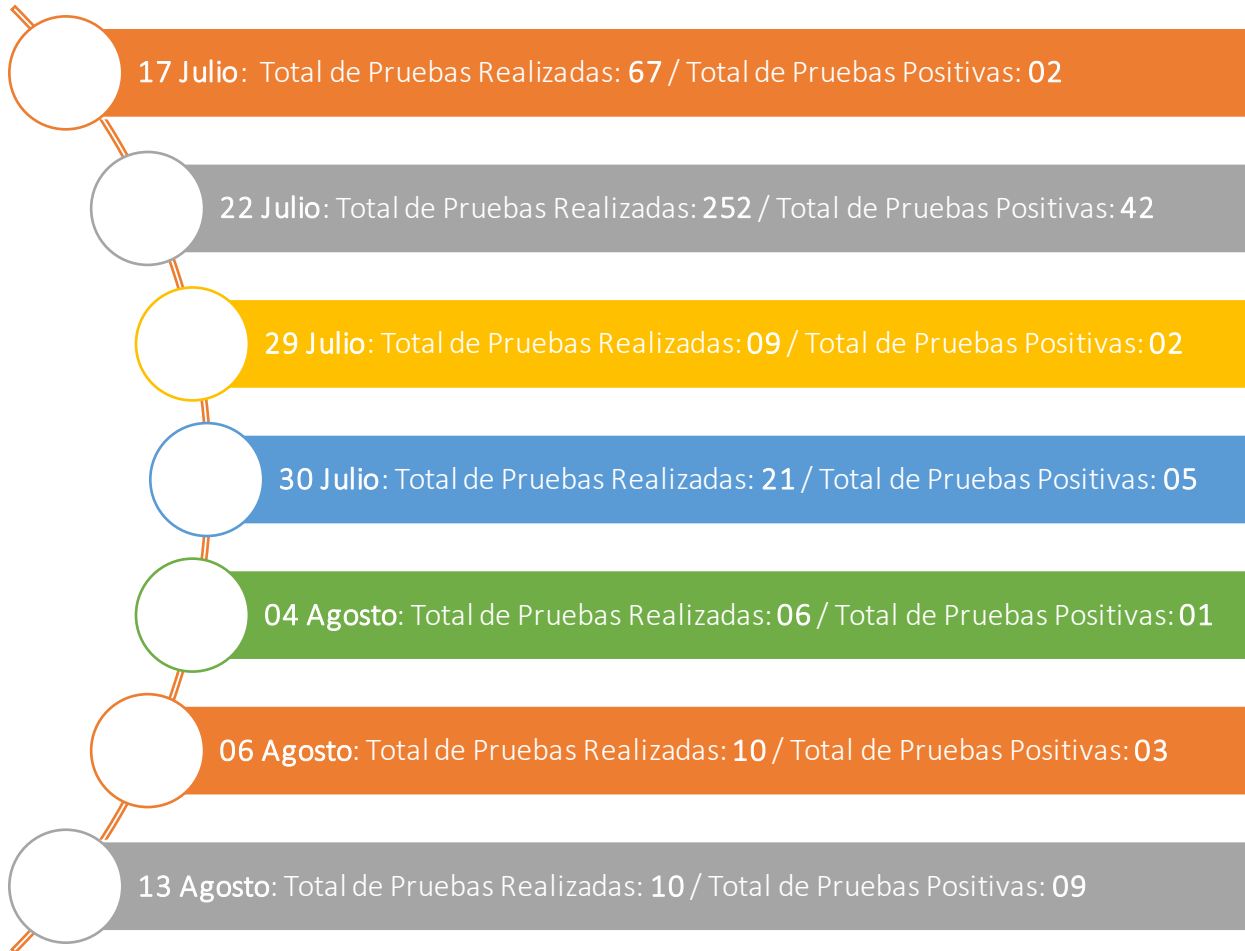 17 Julio: Total de Pruebas Realizadas: 67 / Total de Pruebas Positivas: 02
22 Julio: Total de Pruebas Realizadas: 252 / Total de Pruebas Positivas: 42
29 Julio: Total de Pruebas Realizadas: 09 / Total de Pruebas Positivas: 02
30 Julio: Total de Pruebas Realizadas: 21 / Total de Pruebas Positivas: 05
04 Agosto: Total de Pruebas Realizadas: 06 / Total de Pruebas Positivas: 01
06 Agosto: Total de Pruebas Realizadas: 10 / Total de Pruebas Positivas: 03
13 Agosto: Total de Pruebas Realizadas: 10 / Total de Pruebas Positivas: 09